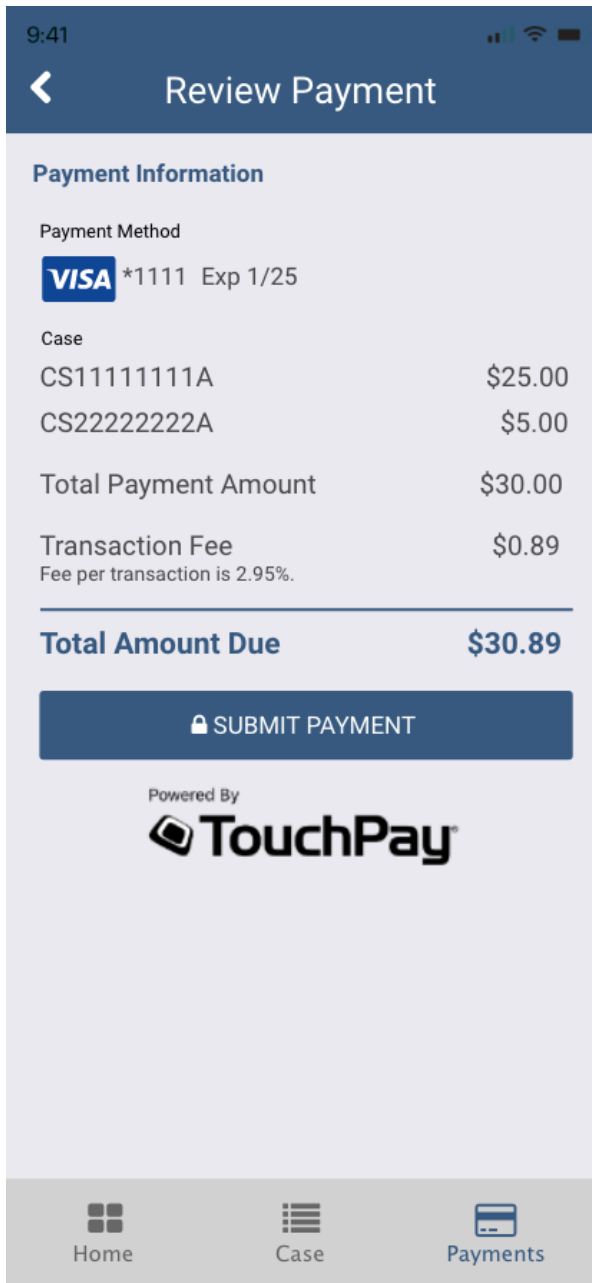 9:41
Review Payment
Payment Information
Payment Method
VISA *1111 Exp 1/25
Case
CS11111111A $25.00
CS22222222A $5.00
Total Payment Amount $30.00
Transaction Fee $0.89
Fee per transaction is 2.95%.
Total Amount Due $30.89
SUBMIT PAYMENT
Powered By
TouchPay
Home Case Payments